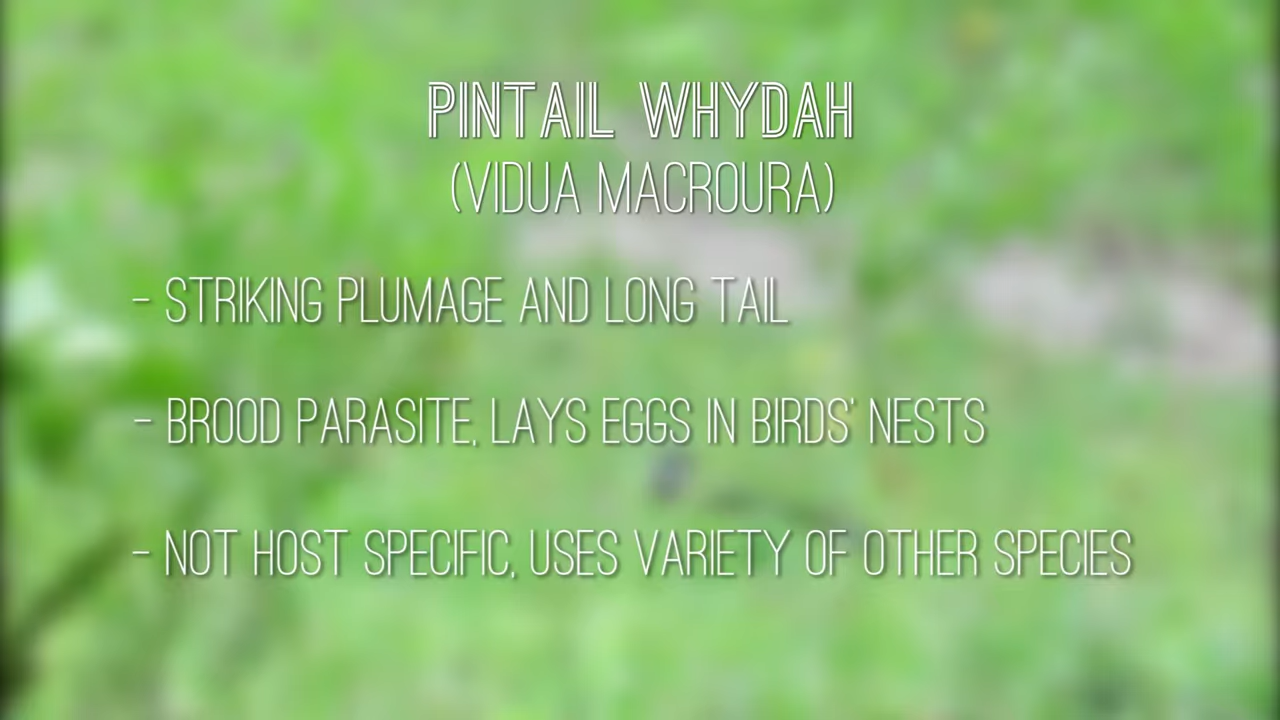 PINTAIL WHYDAH
(VIDUA MACROURA)
- STRIKING PLUMAGE AND LONG TAIL
- BROOD PARASITE, LAYS EGGS IN BIRDS' NESTS
- NOT HOST SPECIFIC, USES VARIETY OF OTHER SPECIES